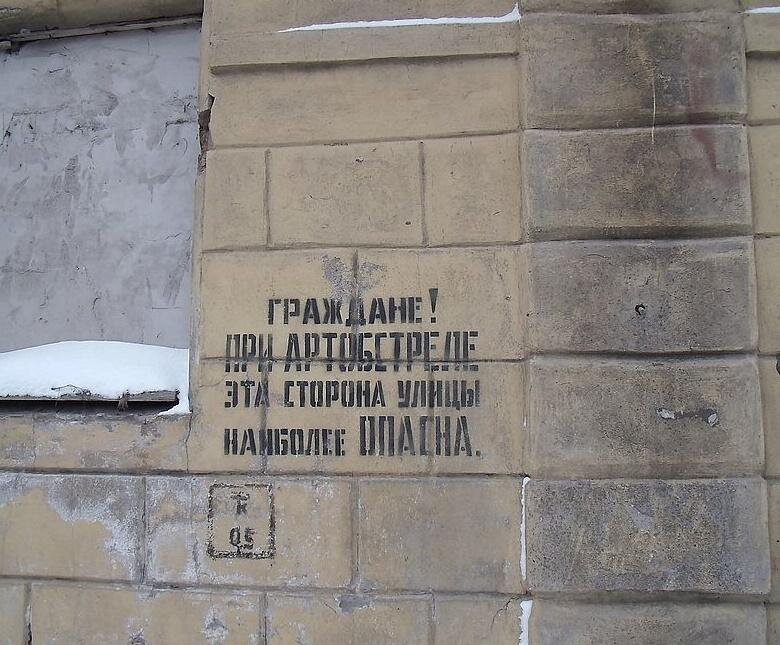 ГРАЖДАНЕ!
ПРИ АРТОБСТРЕЛЕ
ЭТА СТОРОНА УЛИЦЫ
НАИБОЛЕЕ ОПАСНА.
К
05